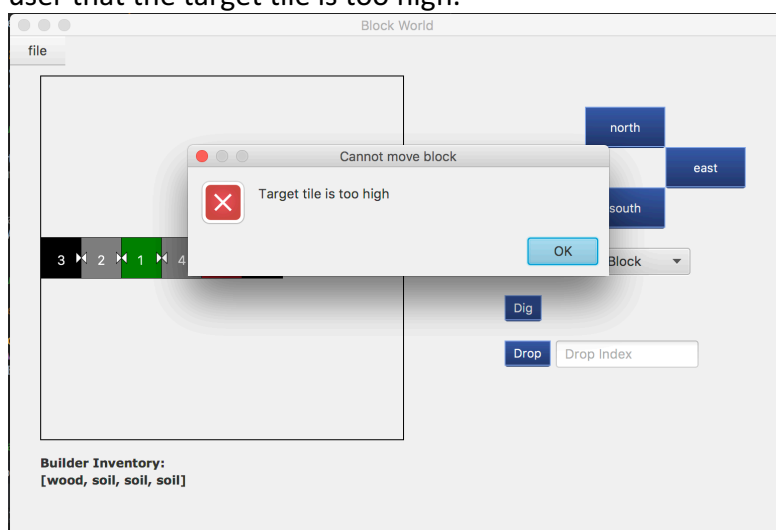 user that the target tile is too high.
Block World
file
north
Cannot move block
east
Target tile is too high
south
OK
3 2 1 4
Block
Dig
Drop Drop Index
Builder Inventory:
[wood, soil, soil, soil]